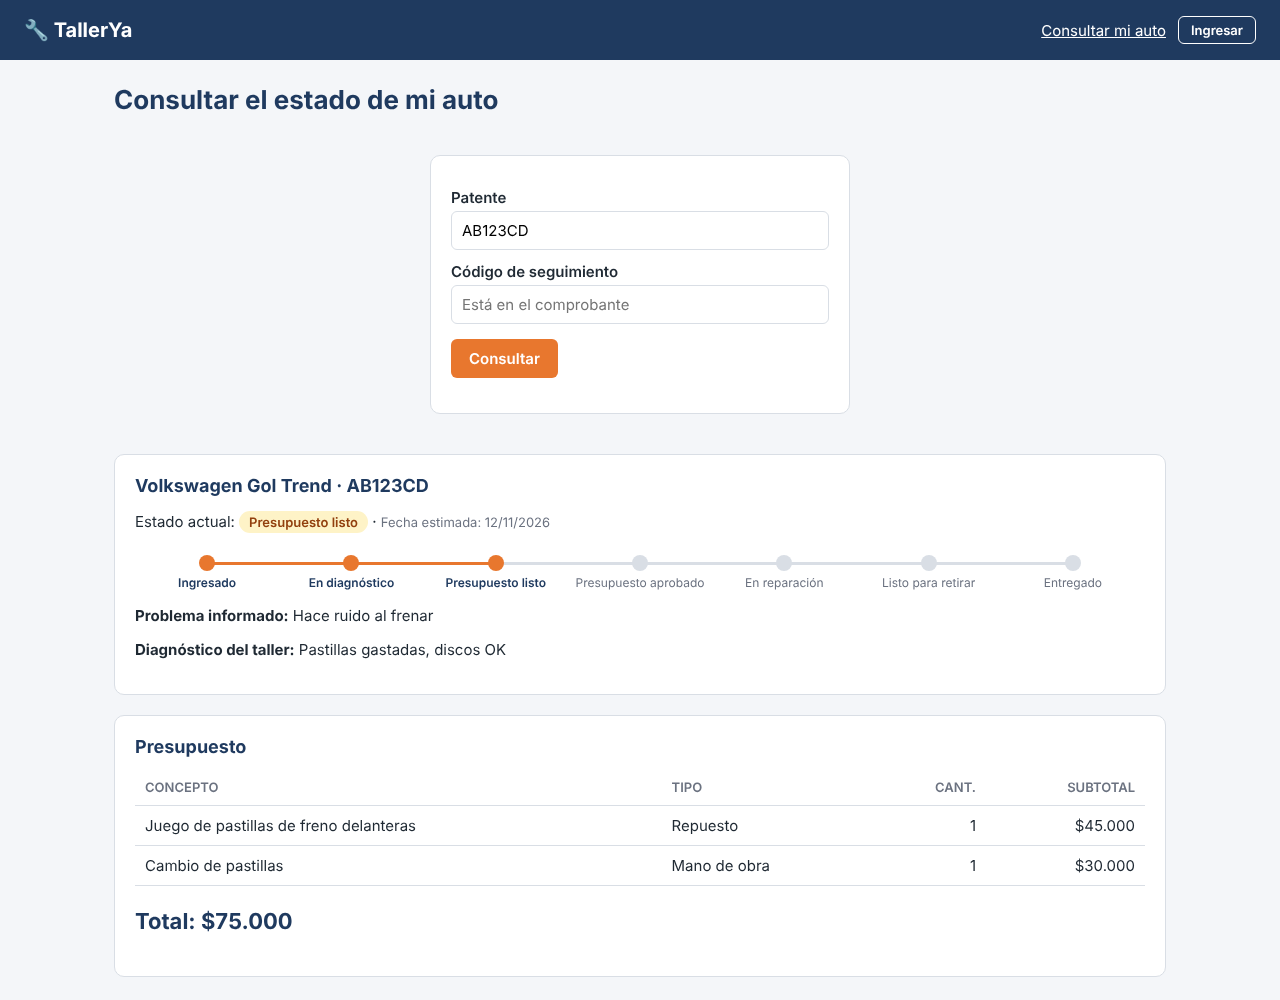 🔧 TallerYa
Consultar mi auto
Ingresar
Consultar el estado de mi auto
Patente
AB123CD
Código de seguimiento
Está en el comprobante
Consultar
Volkswagen Gol Trend · AB123CD
Estado actual: Presupuesto listo · Fecha estimada: 12/11/2026
Ingresado En diagnóstico Presupuesto listo Presupuesto aprobado En reparación Listo para retirar Entregado
Problema informado: Hace ruido al frenar
Diagnóstico del taller: Pastillas gastadas, discos OK
Presupuesto
CONCEPTO TIPO CANT. SUBTOTAL
Juego de pastillas de freno delanteras Repuesto 1 $45.000
Cambio de pastillas Mano de obra 1 $30.000
Total: $75.000